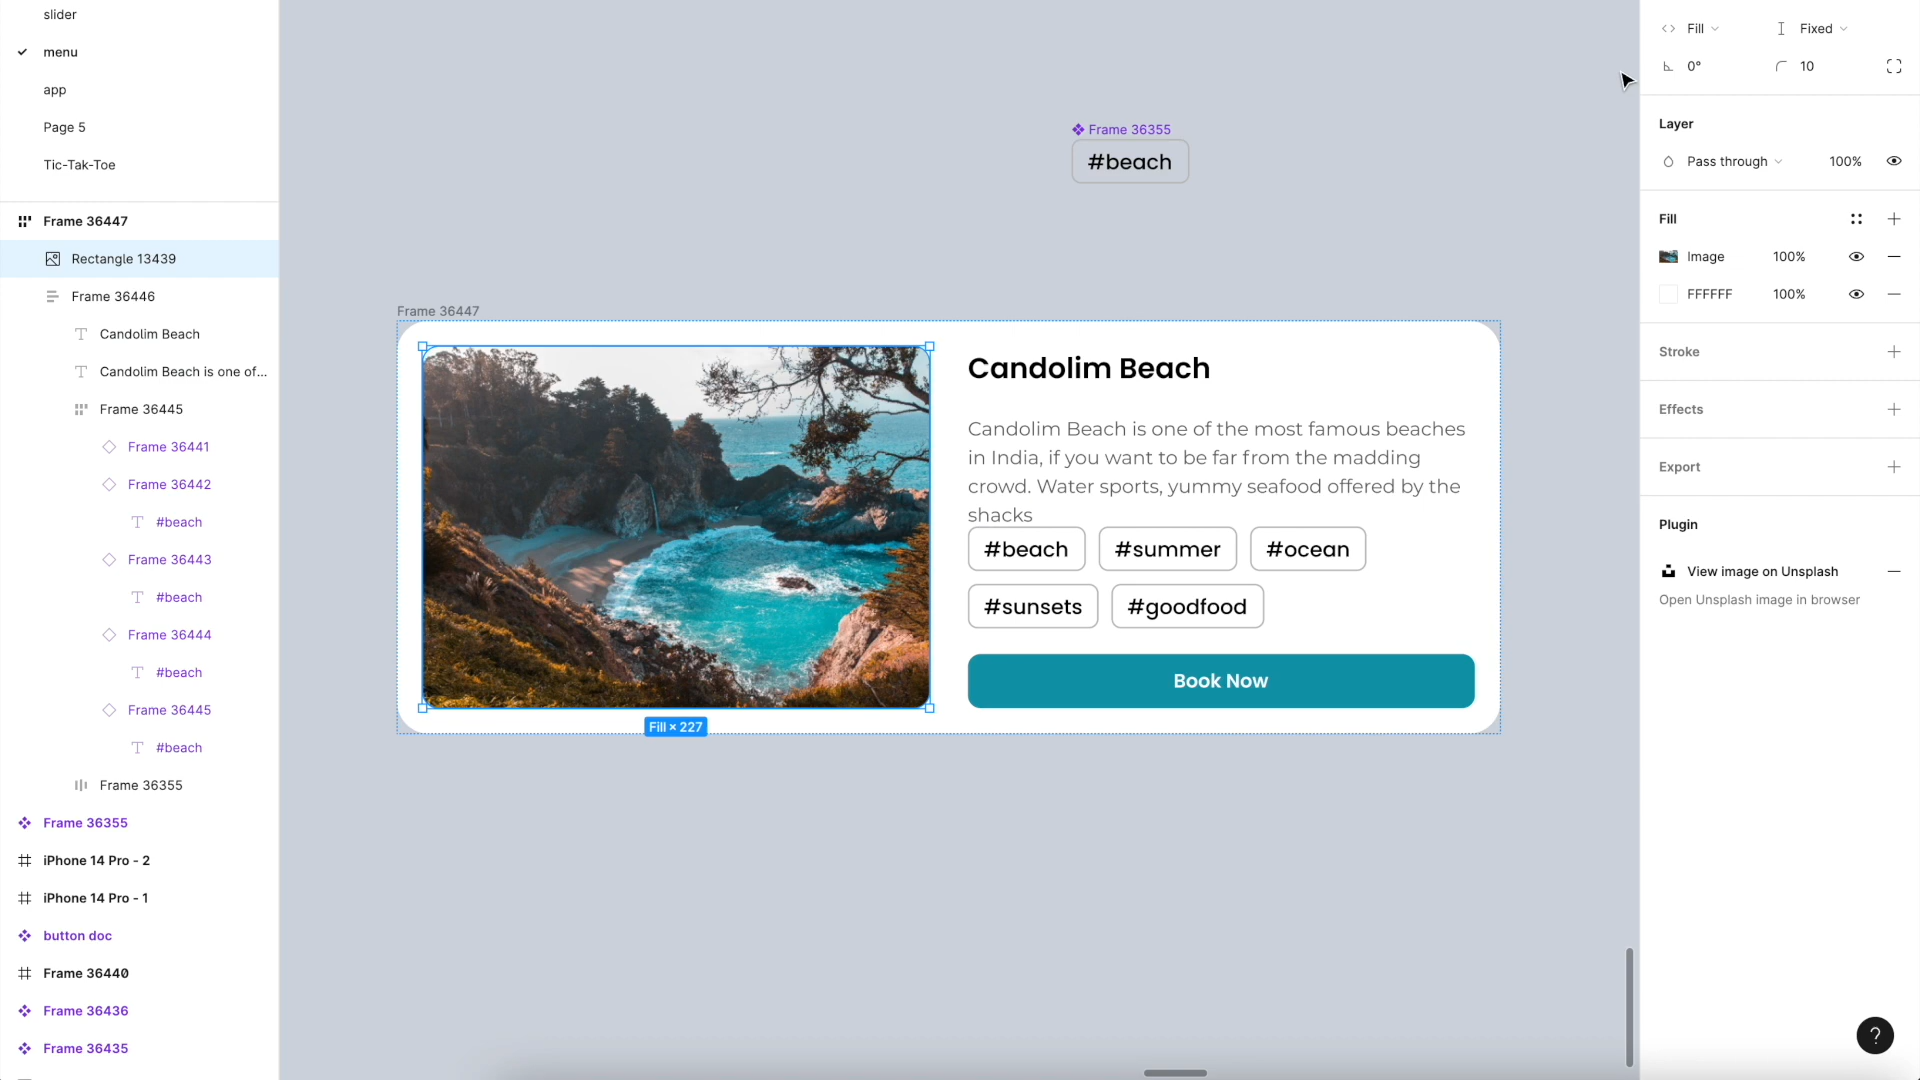 slider
menu
app
Page 5
Tic-Tak-Toe
Frame 36447
Rectangle 13439
Frame 36446
Candolim Beach
Candolim Beach is one of...
Frame 36445
Frame 36441
Frame 36442
#beach
Frame 36443
#beach
Frame 36444
#beach
Frame 36445
#beach
Frame 36355
Frame 36355
iPhone 14 Pro - 2
iPhone 14 Pro - 1
button doc
Frame 36440
Frame 36436
Frame 36435
Frame 36355
#beach
Frame 36447
Candolim Beach
Candolim Beach is one of the most famous beaches
in India, if you want to be far from the madding
crowd. Water sports, yummy seafood offered by the
shacks
#beach #summer #ocean
#sunsets #goodfood
Book Now
Fill × 227
Fill Fixed
0° 10
Layer
Pass through 100%
Fill
Image 100%
FFFFFF 100%
Stroke
Effects
Export
Plugin
View image on Unsplash
Open Unsplash image in browser
?